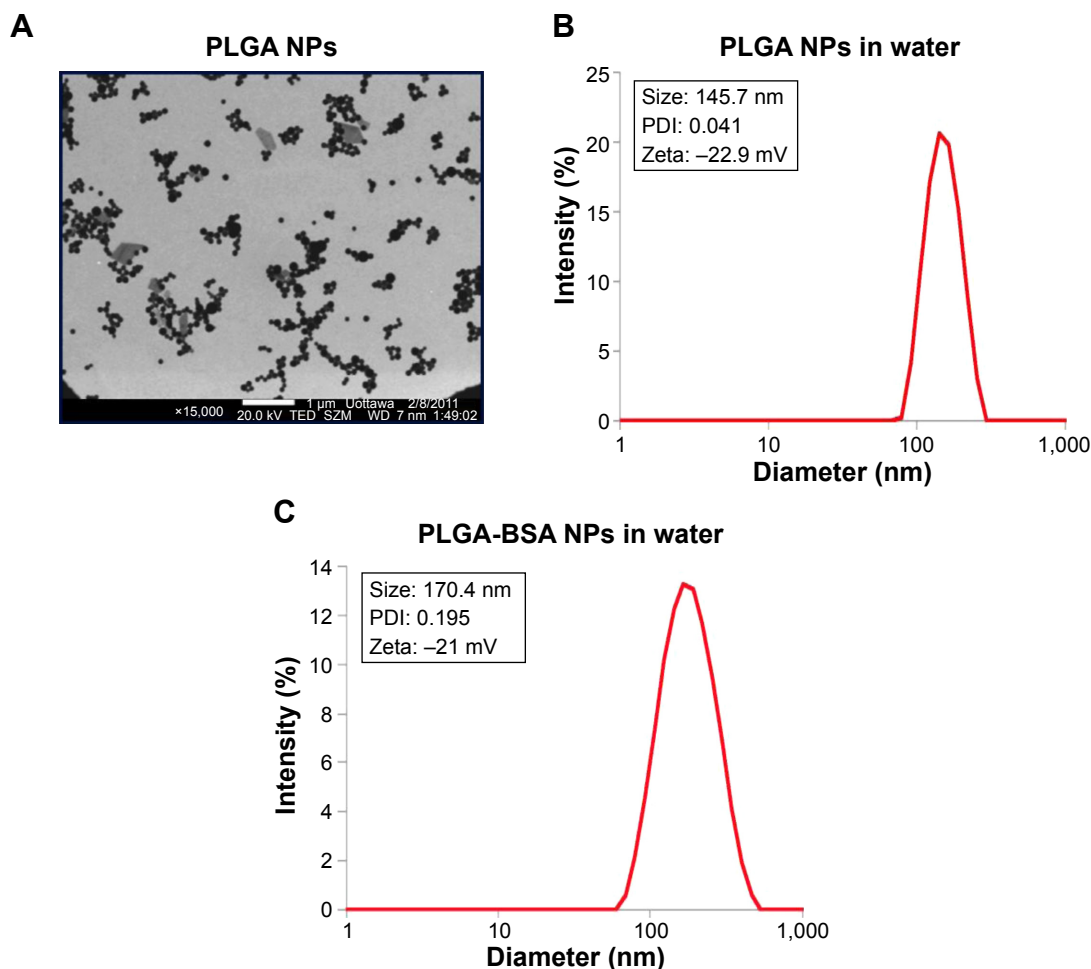 A
PLGA NPs
×15,000
1 μm Uottawa 2/8/2011
20.0 kV TED SZM WD 7 nm 1:49:02
B
PLGA NPs in water
Size: 145.7 nm
PDI: 0.041
Zeta: –22.9 mV
Intensity (%)
25
20
15
10
5
0
1
10
100
1,000
Diameter (nm)
C
PLGA-BSA NPs in water
Size: 170.4 nm
PDI: 0.195
Zeta: –21 mV
Intensity (%)
14
12
10
8
6
4
2
0
1
10
100
1,000
Diameter (nm)